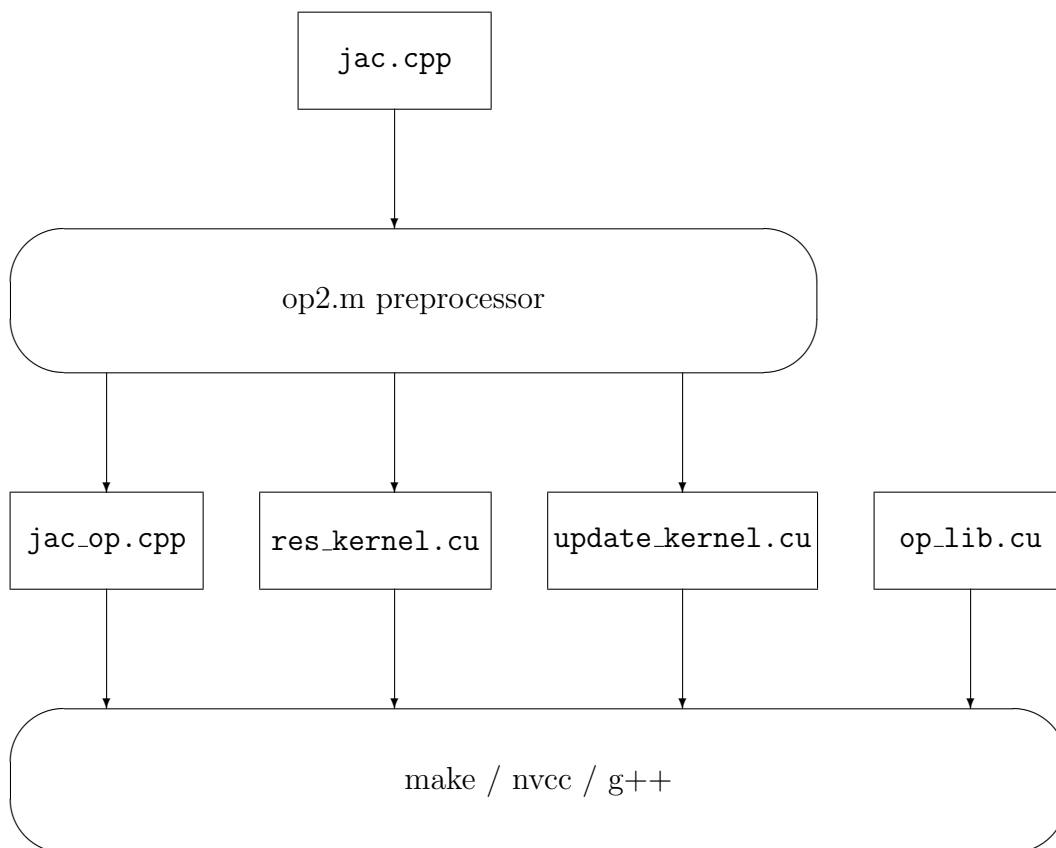 jac.cpp
op2.m preprocessor
jac_op.cpp
res_kernel.cu
update_kernel.cu
op_lib.cu
make / nvcc / g++